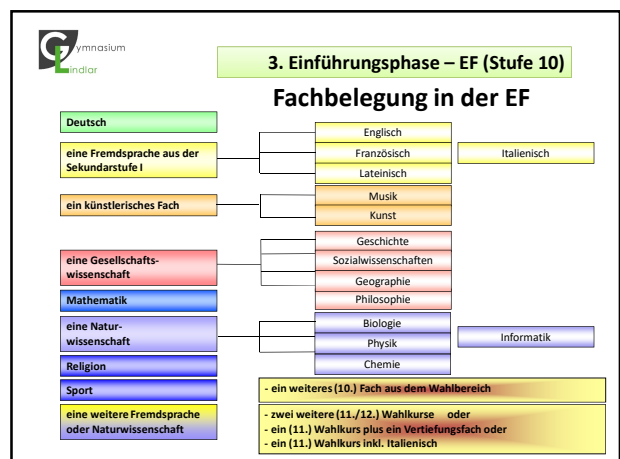 Gymnasium
Lindlar
3. Einführungsphase – EF (Stufe 10)
Fachbelegung in der EF
Deutsch
eine Fremdsprache aus der
Sekundarstufe I
Englisch
Französisch
Lateinisch
Italienisch
ein künstlerisches Fach
Musik
Kunst
eine Gesellschafts-
wissenschaft
Geschichte
Sozialwissenschaften
Geographie
Philosophie
Mathematik
eine Natur-
wissenschaft
Biologie
Physik
Chemie
Informatik
Religion
Sport
- ein weiteres (10.) Fach aus dem Wahlbereich
eine weitere Fremdsprache
oder Naturwissenschaft
- zwei weitere (11./12.) Wahlkurse oder
- ein (11.) Wahlkurs plus ein Vertiefungsfach oder
- ein (11.) Wahlkurs inkl. Italienisch